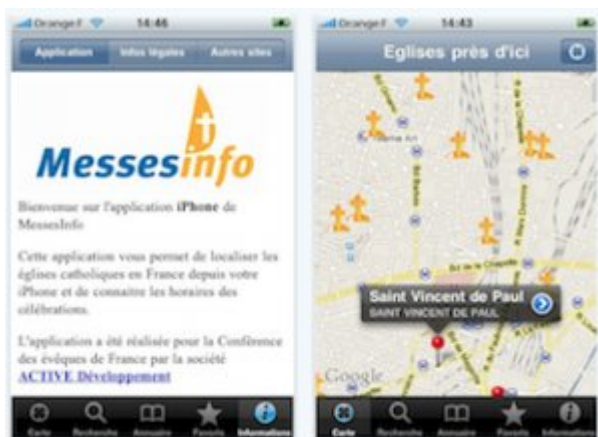 Orange F 14:46
Application Infos légales Autres sites
Messesinfo
Bienvenue sur l'application iPhone de
MessesInfo
Cette application vous permet de localiser les
églises catholiques en France depuis votre
iPhone et de connaitre les horaires des
célébrations.
L'application a été réalisée pour la Conférence
des évêques de France par la société
ACTIVE Développement
Carte Recherche Annuaire Favoris Informations
Orange F 14:43
Eglises près d'ici
Bd Barbès
R. Marx Dormoy
Bd de la Chapelle
Saint Vincent de Paul
SAINT VINCENT DE PAUL
Google
Carte Recherche Annuaire Favoris Informations